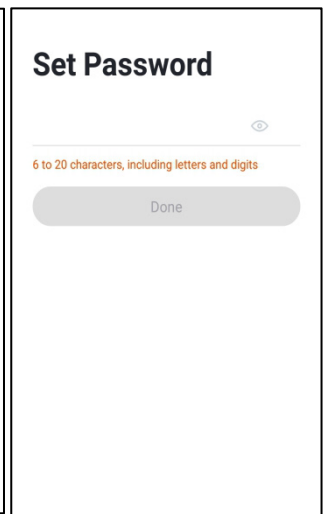 Set Password
6 to 20 characters, including letters and digits
Done